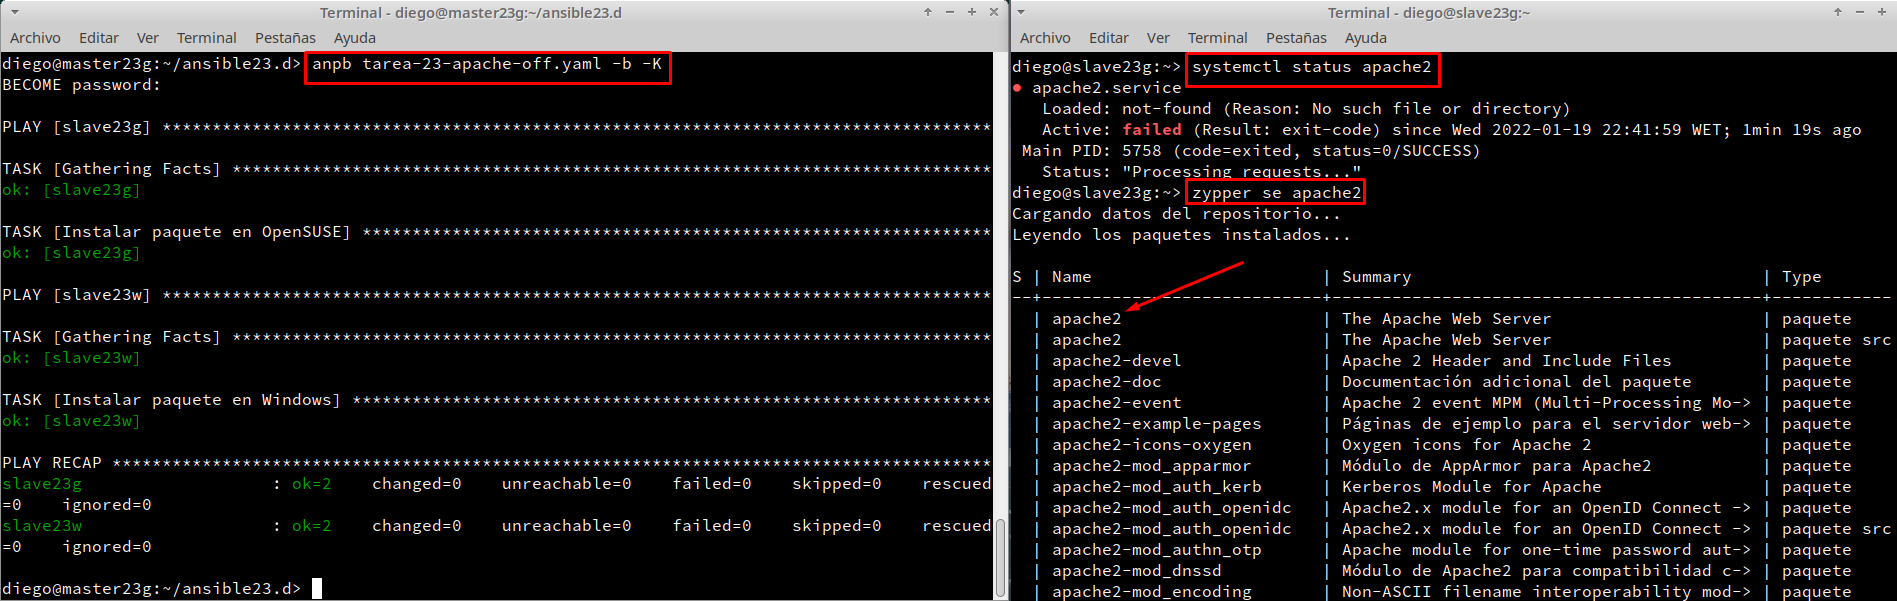 Terminal - diego@master23g:~/ansible23.d
Archivo Editar Ver Terminal Pestañas Ayuda
diego@master23g:~/ansible23.d> anpb tarea-23-apache-off.yaml -b -K
BECOME password:
PLAY [slave23g] ***********************************************************************************
TASK [Gathering Facts] ****************************************************************************
ok: [slave23g]
TASK [Instalar paquete en OpenSUSE] ***************************************************************
ok: [slave23g]
PLAY [slave23w] ***********************************************************************************
TASK [Gathering Facts] ****************************************************************************
ok: [slave23w]
TASK [Instalar paquete en Windows] ****************************************************************
ok: [slave23w]
PLAY RECAP ****************************************************************************************
slave23g                   : ok=2    changed=0    unreachable=0    failed=0    skipped=0    rescued
=0    ignored=0
slave23w                   : ok=2    changed=0    unreachable=0    failed=0    skipped=0    rescued
=0    ignored=0
diego@master23g:~/ansible23.d>
Terminal - diego@slave23g:~
Archivo Editar Ver Terminal Pestañas Ayuda
diego@slave23g:~> systemctl status apache2
● apache2.service
   Loaded: not-found (Reason: No such file or directory)
   Active: failed (Result: exit-code) since Wed 2022-01-19 22:41:59 WET; 1min 19s ago
 Main PID: 5758 (code=exited, status=0/SUCCESS)
   Status: "Processing requests..."
diego@slave23g:~> zypper se apache2
Cargando datos del repositorio...
Leyendo los paquetes instalados...
S | Name | Summary | Type
--+----------------------------+-------------------------------------------+------------
  | apache2 | The Apache Web Server | paquete
  | apache2 | The Apache Web Server | paquete src
  | apache2-devel | Apache 2 Header and Include Files | paquete
  | apache2-doc | Documentación adicional del paquete | paquete
  | apache2-event | Apache 2 event MPM (Multi-Processing Mo-> | paquete
  | apache2-example-pages | Páginas de ejemplo para el servidor web-> | paquete
  | apache2-icons-oxygen | Oxygen icons for Apache 2 | paquete
  | apache2-mod_apparmor | Módulo de AppArmor para Apache2 | paquete
  | apache2-mod_auth_kerb | Kerberos Module for Apache | paquete
  | apache2-mod_auth_openidc | Apache2.x module for an OpenID Connect -> | paquete
  | apache2-mod_auth_openidc | Apache2.x module for an OpenID Connect -> | paquete src
  | apache2-mod_authn_otp | Apache module for one-time password aut-> | paquete
  | apache2-mod_dnssd | Módulo de Apache2 para compatibilidad c-> | paquete
  | apache2-mod_encoding | Non-ASCII filename interoperability mod-> | paquete